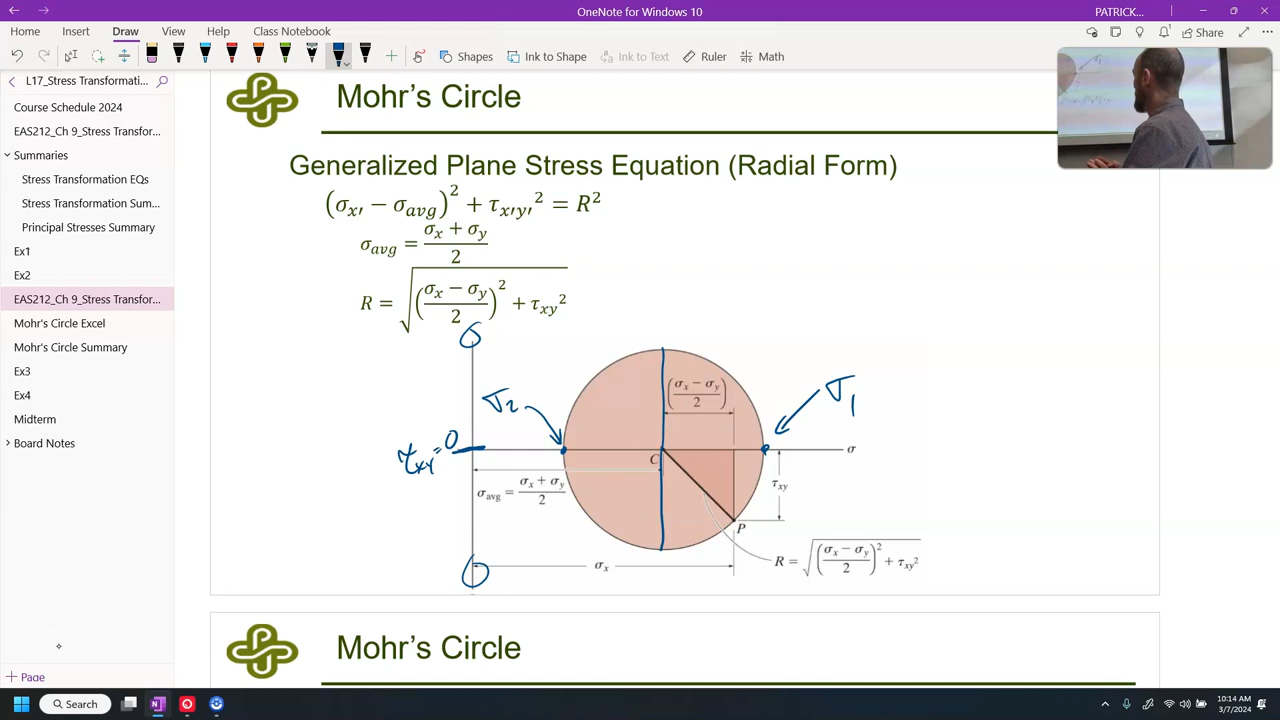 OneNote for Windows 10
PATRICK...
Home Insert Draw View Help Class Notebook
Share
Shapes Ink to Shape Ink to Text Ruler Math
L17_Stress Transformati...
Course Schedule 2024
EAS212_Ch 9_Stress Transfor...
Summaries
Stress Transformation EQs
Stress Transformation Sum...
Principal Stresses Summary
Ex1
Ex2
EAS212_Ch 9_Stress Transfor...
Mohr's Circle Excel
Mohr's Circle Summary
Ex3
Ex4
Midterm
Board Notes
Page
Mohr's Circle
Generalized Plane Stress Equation (Radial Form)
(σx′ − σavg)² + τx′y′² = R²
σavg = (σx + σy)/2
R = √(((σx − σy)/2)² + τxy²)
σ2
σ1
τxy = 0
((σx − σy)/2)
C
σ
σavg = (σx + σy)/2
τxy
P
R = √(((σx − σy)/2)² + τxy²)
σx
Mohr's Circle
Search
10:14 AM
3/7/2024